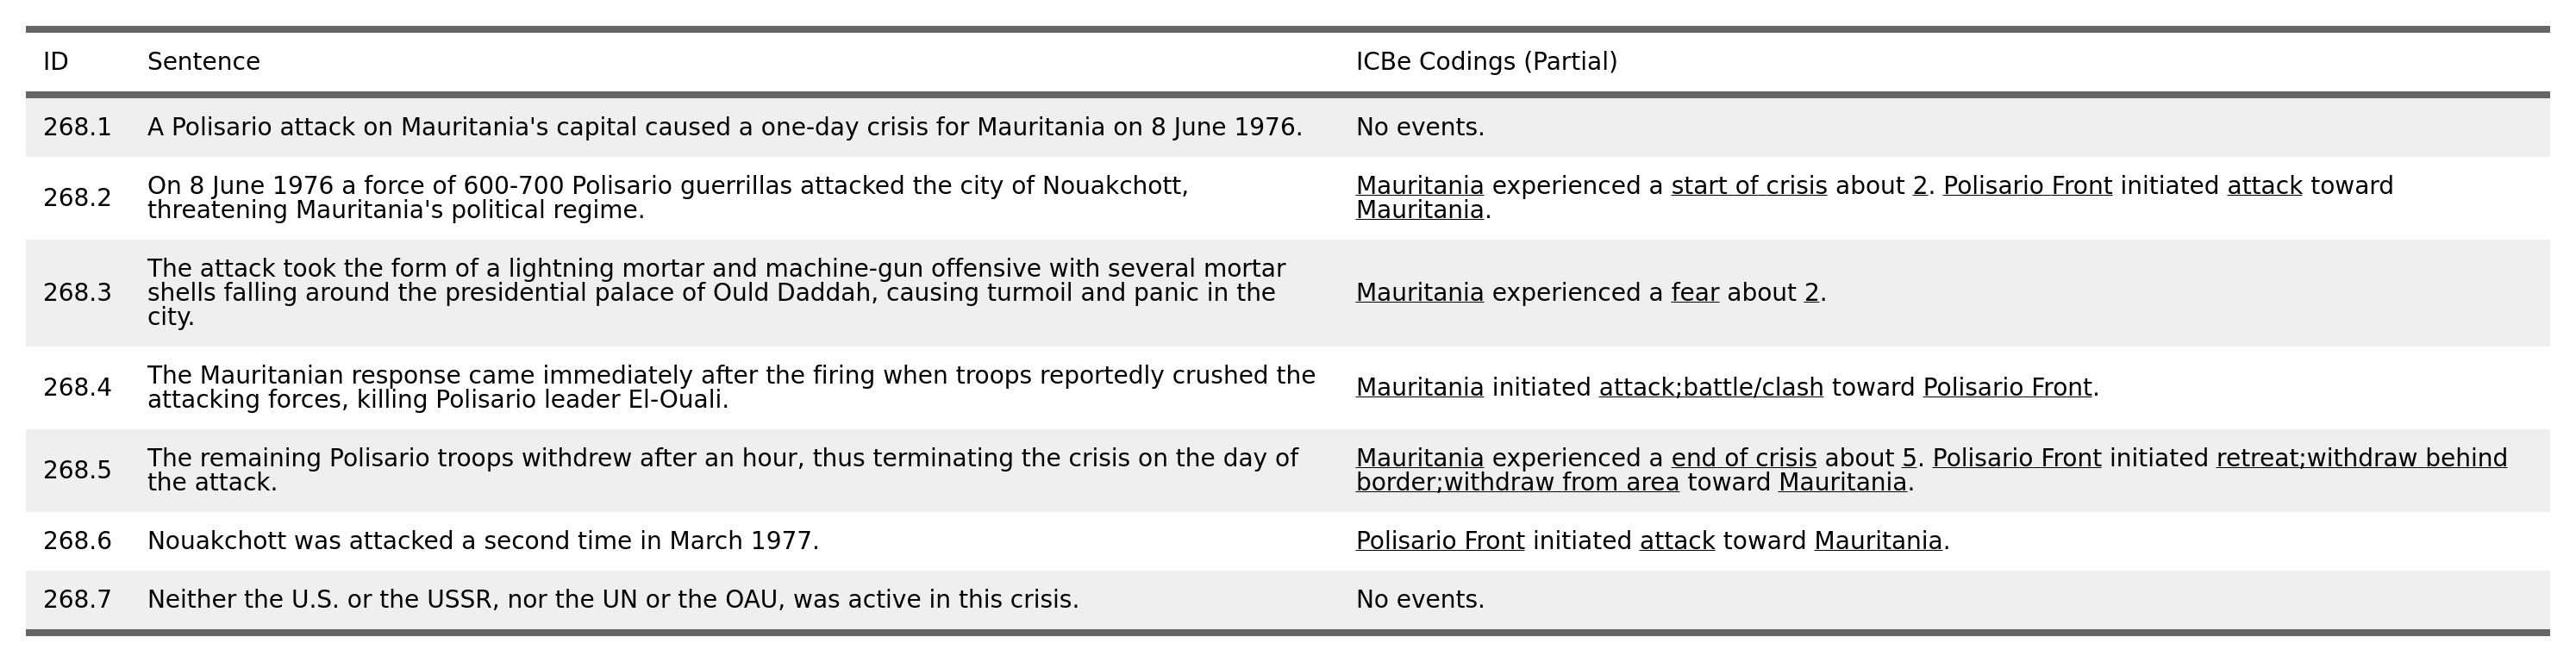 ID Sentence ICBe Codings (Partial)
268.1 A Polisario attack on Mauritania's capital caused a one-day crisis for Mauritania on 8 June 1976. No events.
268.2 On 8 June 1976 a force of 600-700 Polisario guerrillas attacked the city of Nouakchott, Mauritania experienced a start of crisis about 2. Polisario Front initiated attack toward
threatening Mauritania's political regime. Mauritania.
The attack took the form of a lightning mortar and machine-gun offensive with several mortar
268.3 shells falling around the presidential palace of Ould Daddah, causing turmoil and panic in the Mauritania experienced a fear about 2.
city.
268.4 The Mauritanian response came immediately after the firing when troops reportedly crushed the Mauritania initiated attack;battle/clash toward Polisario Front.
attacking forces, killing Polisario leader El-Ouali.
268.5 The remaining Polisario troops withdrew after an hour, thus terminating the crisis on the day of Mauritania experienced a end of crisis about 5. Polisario Front initiated retreat;withdraw behind
the attack. border;withdraw from area toward Mauritania.
268.6 Nouakchott was attacked a second time in March 1977. Polisario Front initiated attack toward Mauritania.
268.7 Neither the U.S. or the USSR, nor the UN or the OAU, was active in this crisis. No events.